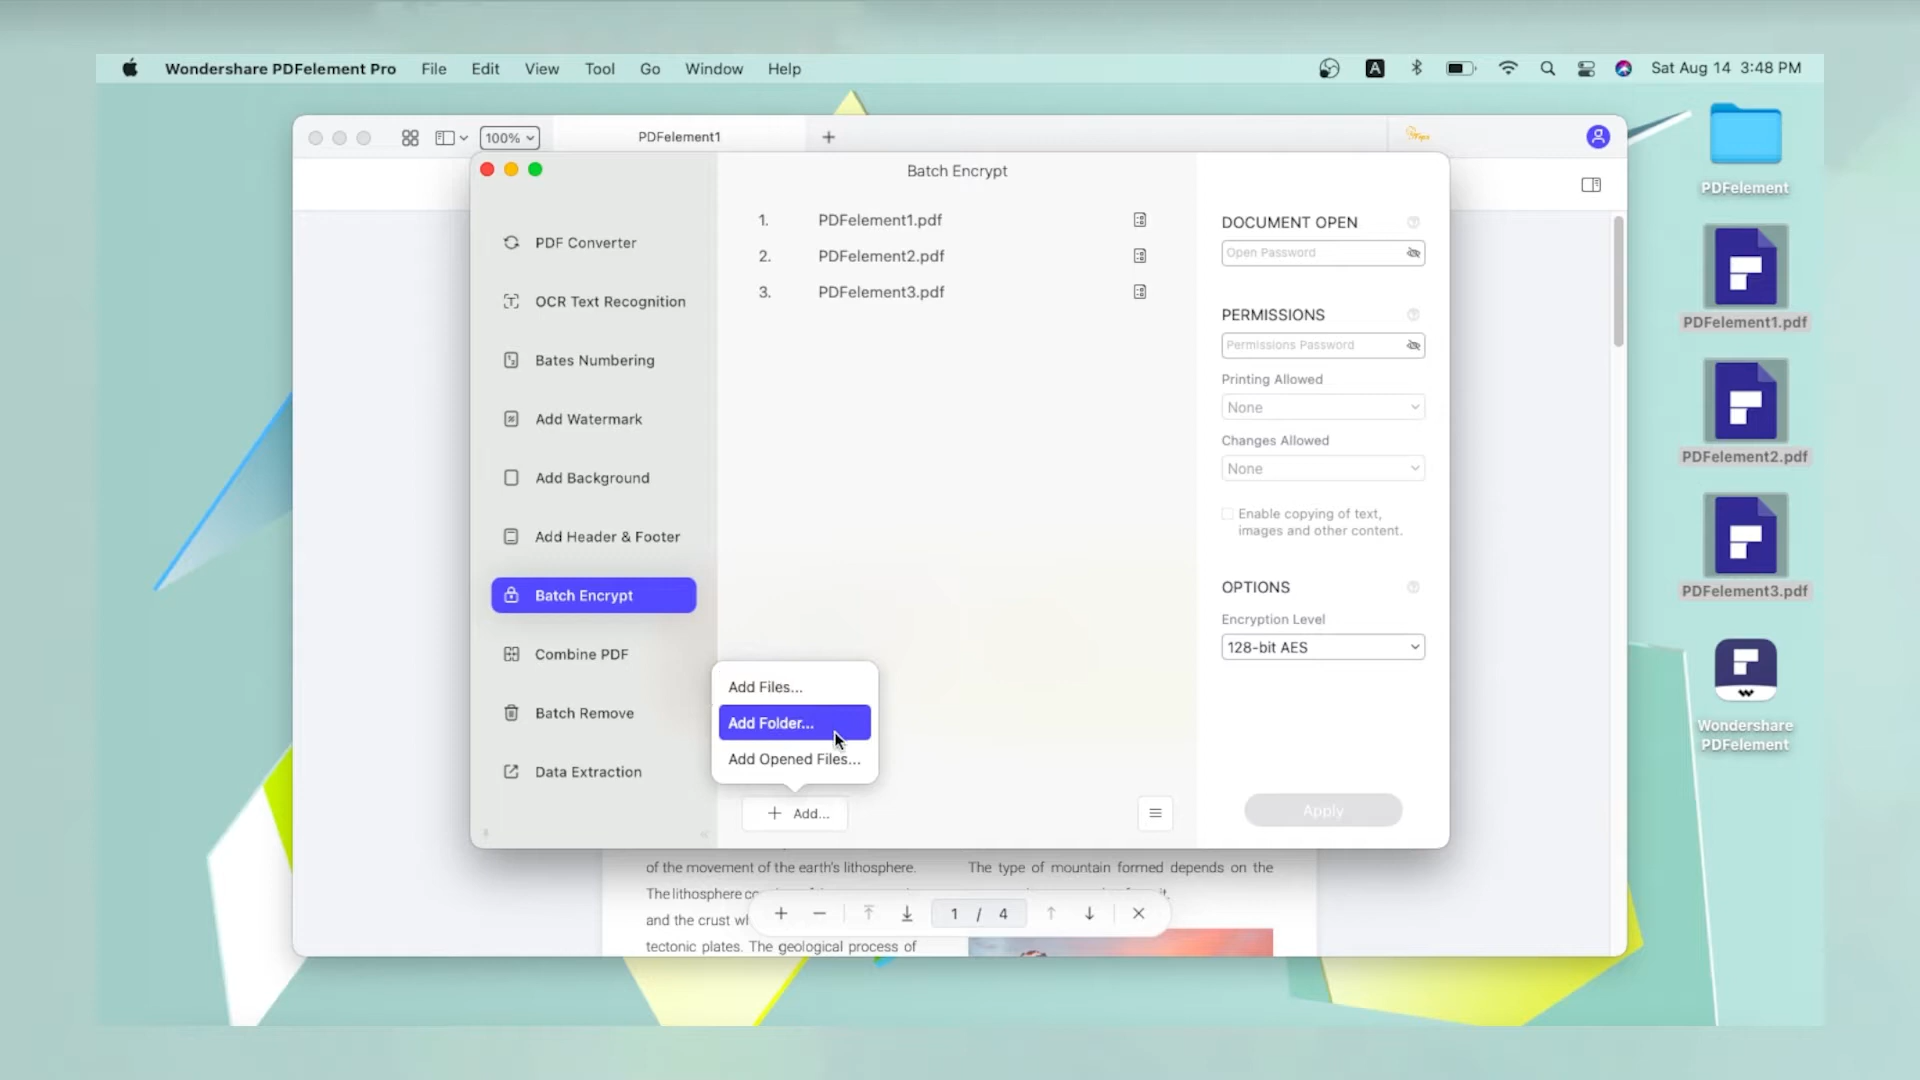 Wondershare PDFelement Pro File Edit View Tool Go Window Help
A
Sat Aug 14 3:48 PM
100%
PDFelement1
Batch Encrypt
PDF Converter
OCR Text Recognition
Bates Numbering
Add Watermark
Add Background
Add Header & Footer
Batch Encrypt
Combine PDF
Batch Remove
Data Extraction
1. PDFelement1.pdf
2. PDFelement2.pdf
3. PDFelement3.pdf
Add Files...
Add Folder...
Add Opened Files...
+ Add...
DOCUMENT OPEN
Open Password
PERMISSIONS
Permissions Password
Printing Allowed
None
Changes Allowed
None
Enable copying of text,
images and other content.
OPTIONS
Encryption Level
128-bit AES
Apply
of the movement of the earth's lithosphere.
The lithosphere
and the crust
tectonic plates. The geological process of
The type of mountain formed depends on the
1 / 4
PDFelement
PDFelement1.pdf
PDFelement2.pdf
PDFelement3.pdf
Wondershare
PDFelement